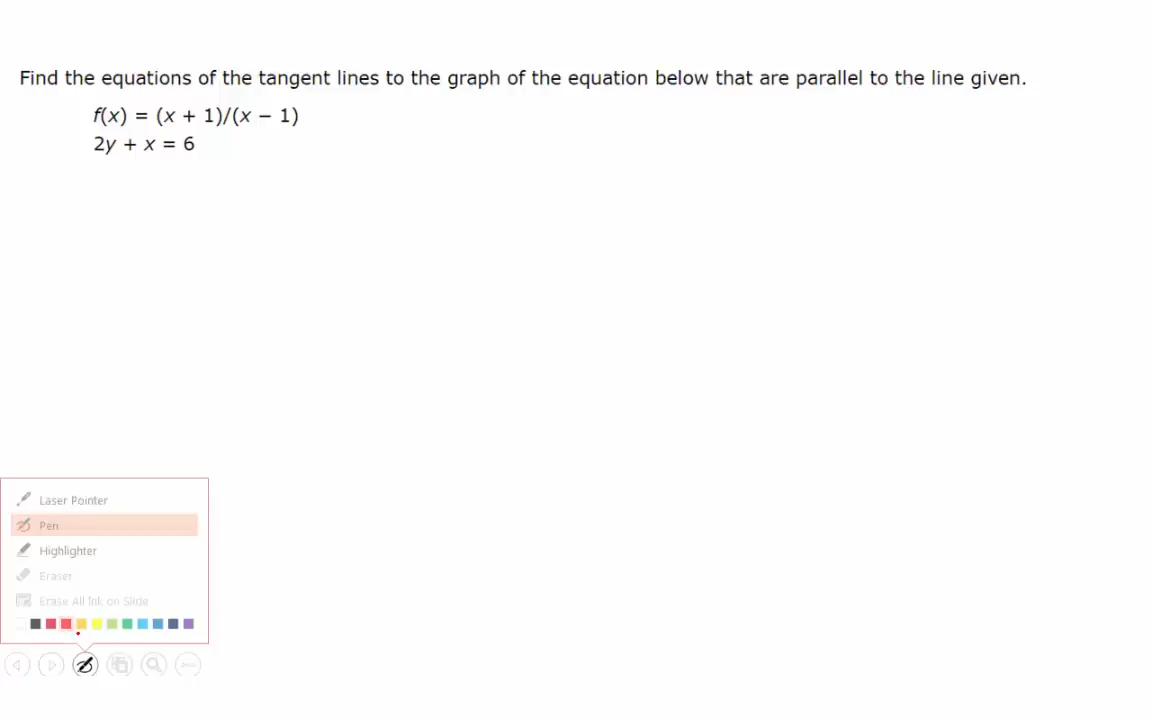 Find the equations of the tangent lines to the graph of the equation below that are parallel to the line given.
f(x) = (x + 1)/(x − 1)
2y + x = 6
Laser Pointer
Pen
Highlighter
Eraser
Erase All Ink on Slide